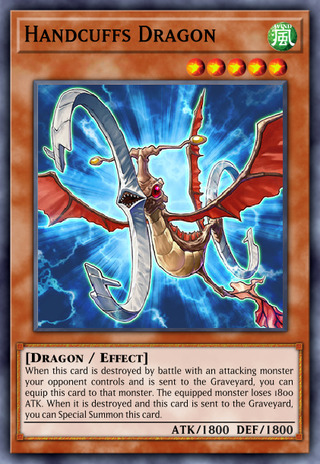 Handcuffs Dragon
WIND
風
[Dragon / Effect]
When this card is destroyed by battle with an attacking monster
your opponent controls and is sent to the Graveyard, you can
equip this card to that monster. The equipped monster loses 1800
ATK. When it is destroyed and this card is sent to the Graveyard,
you can Special Summon this card.
ATK/1800 DEF/1800